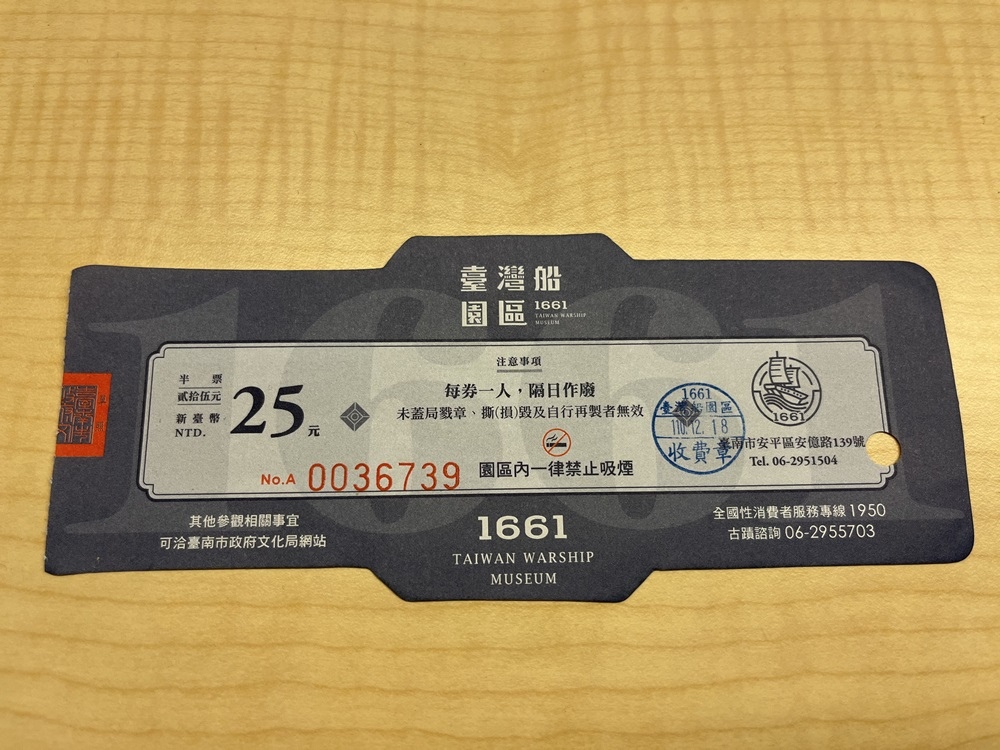 臺灣船
園區 1661
TAIWAN WARSHIP
MUSEUM
注意事項
半票
貳拾伍元
新臺幣
NTD.
25元
每券一人，隔日作廢
未蓋局戳章、撕(損)毀及自行再製者無效
No.A 0036739
園區內一律禁止吸煙
1661
臺灣船園區
110.12.18
收費章
1661
臺南市安平區安億路139號
Tel. 06-2951504
其他參觀相關事宜
可洽臺南市政府文化局網站
1661
TAIWAN WARSHIP
MUSEUM
全國性消費者服務專線 1950
古蹟諮詢 06-2955703
1661